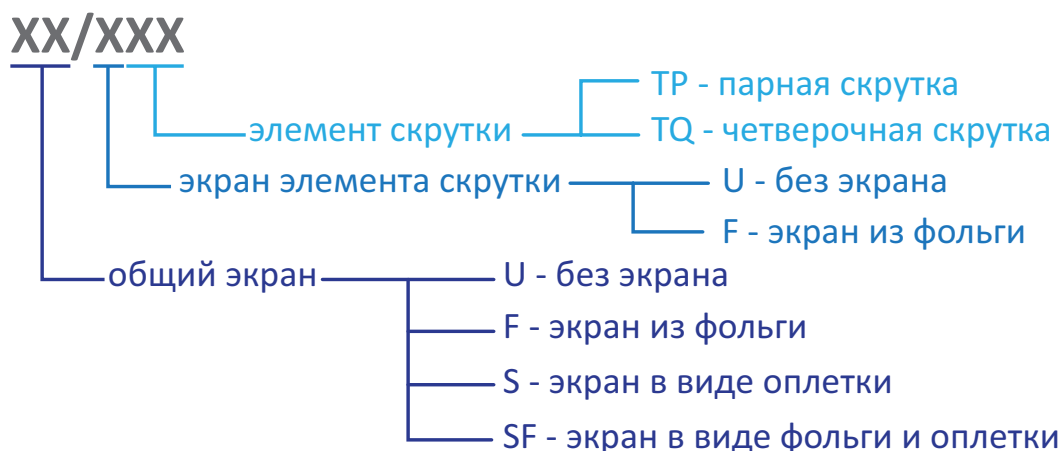 XX/XXX
TP - парная скрутка
элемент скрутки
TQ - четверочная скрутка
экран элемента скрутки
U - без экрана
F - экран из фольги
общий экран
U - без экрана
F - экран из фольги
S - экран в виде оплетки
SF - экран в виде фольги и оплетки